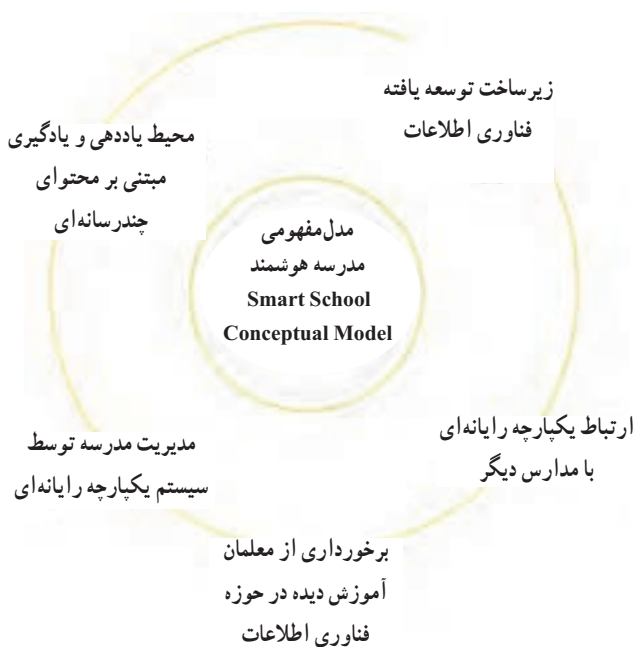 زیرساخت توسعه یافته
فناوری اطلاعات
محیط یاددهی و یادگیری
مبتنی بر محتوای
چندرسانه‌ای
مدل‌مفهومی
مدرسه هوشمند
Smart School
Conceptual Model
ارتباط یکپارچه رایانه‌ای
با مدارس دیگر
مدیریت مدرسه توسط
سیستم یکپارچه رایانه‌ای
برخورداری از معلمان
آموزش دیده در حوزه
فناوری اطلاعات